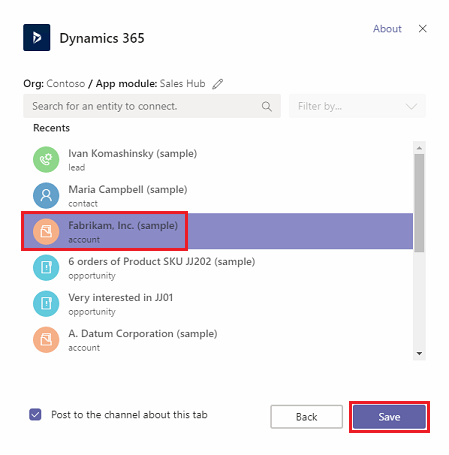 Dynamics 365
About
Org: Contoso / App module: Sales Hub
Search for an entity to connect.
Filter by...
Recents
Ivan Komashinsky (sample)
lead
Maria Campbell (sample)
contact
Fabrikam, Inc. (sample)
account
6 orders of Product SKU JJ202 (sample)
opportunity
Very interested in JJ01
opportunity
A. Datum Corporation (sample)
account
Post to the channel about this tab
Back
Save